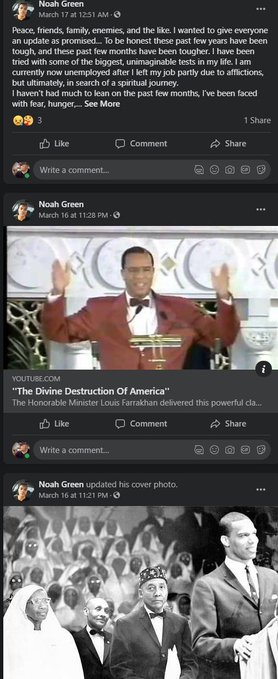 Noah Green
March 17 at 12:51 AM ·
Peace, friends, family, enemies, and the like. I wanted to give everyone
an update as promised... To be honest these past few years have been
tough, and these past few months have been tougher. I have been
tried with some of the biggest, unimaginable tests in my life. I am
currently now unemployed after I left my job partly due to afflictions,
but ultimately, in search of a spiritual journey.
I haven't had much to lean on the past few months, I've been faced
with fear, hunger,... See More
3
1 Share
Like Comment Share
Write a comment...
Noah Green
March 16 at 11:28 PM ·
YOUTUBE.COM
"The Divine Destruction Of America"
The Honorable Minister Louis Farrakhan delivered this powerful cla...
Like Comment Share
Write a comment...
Noah Green updated his cover photo.
March 16 at 11:21 PM ·